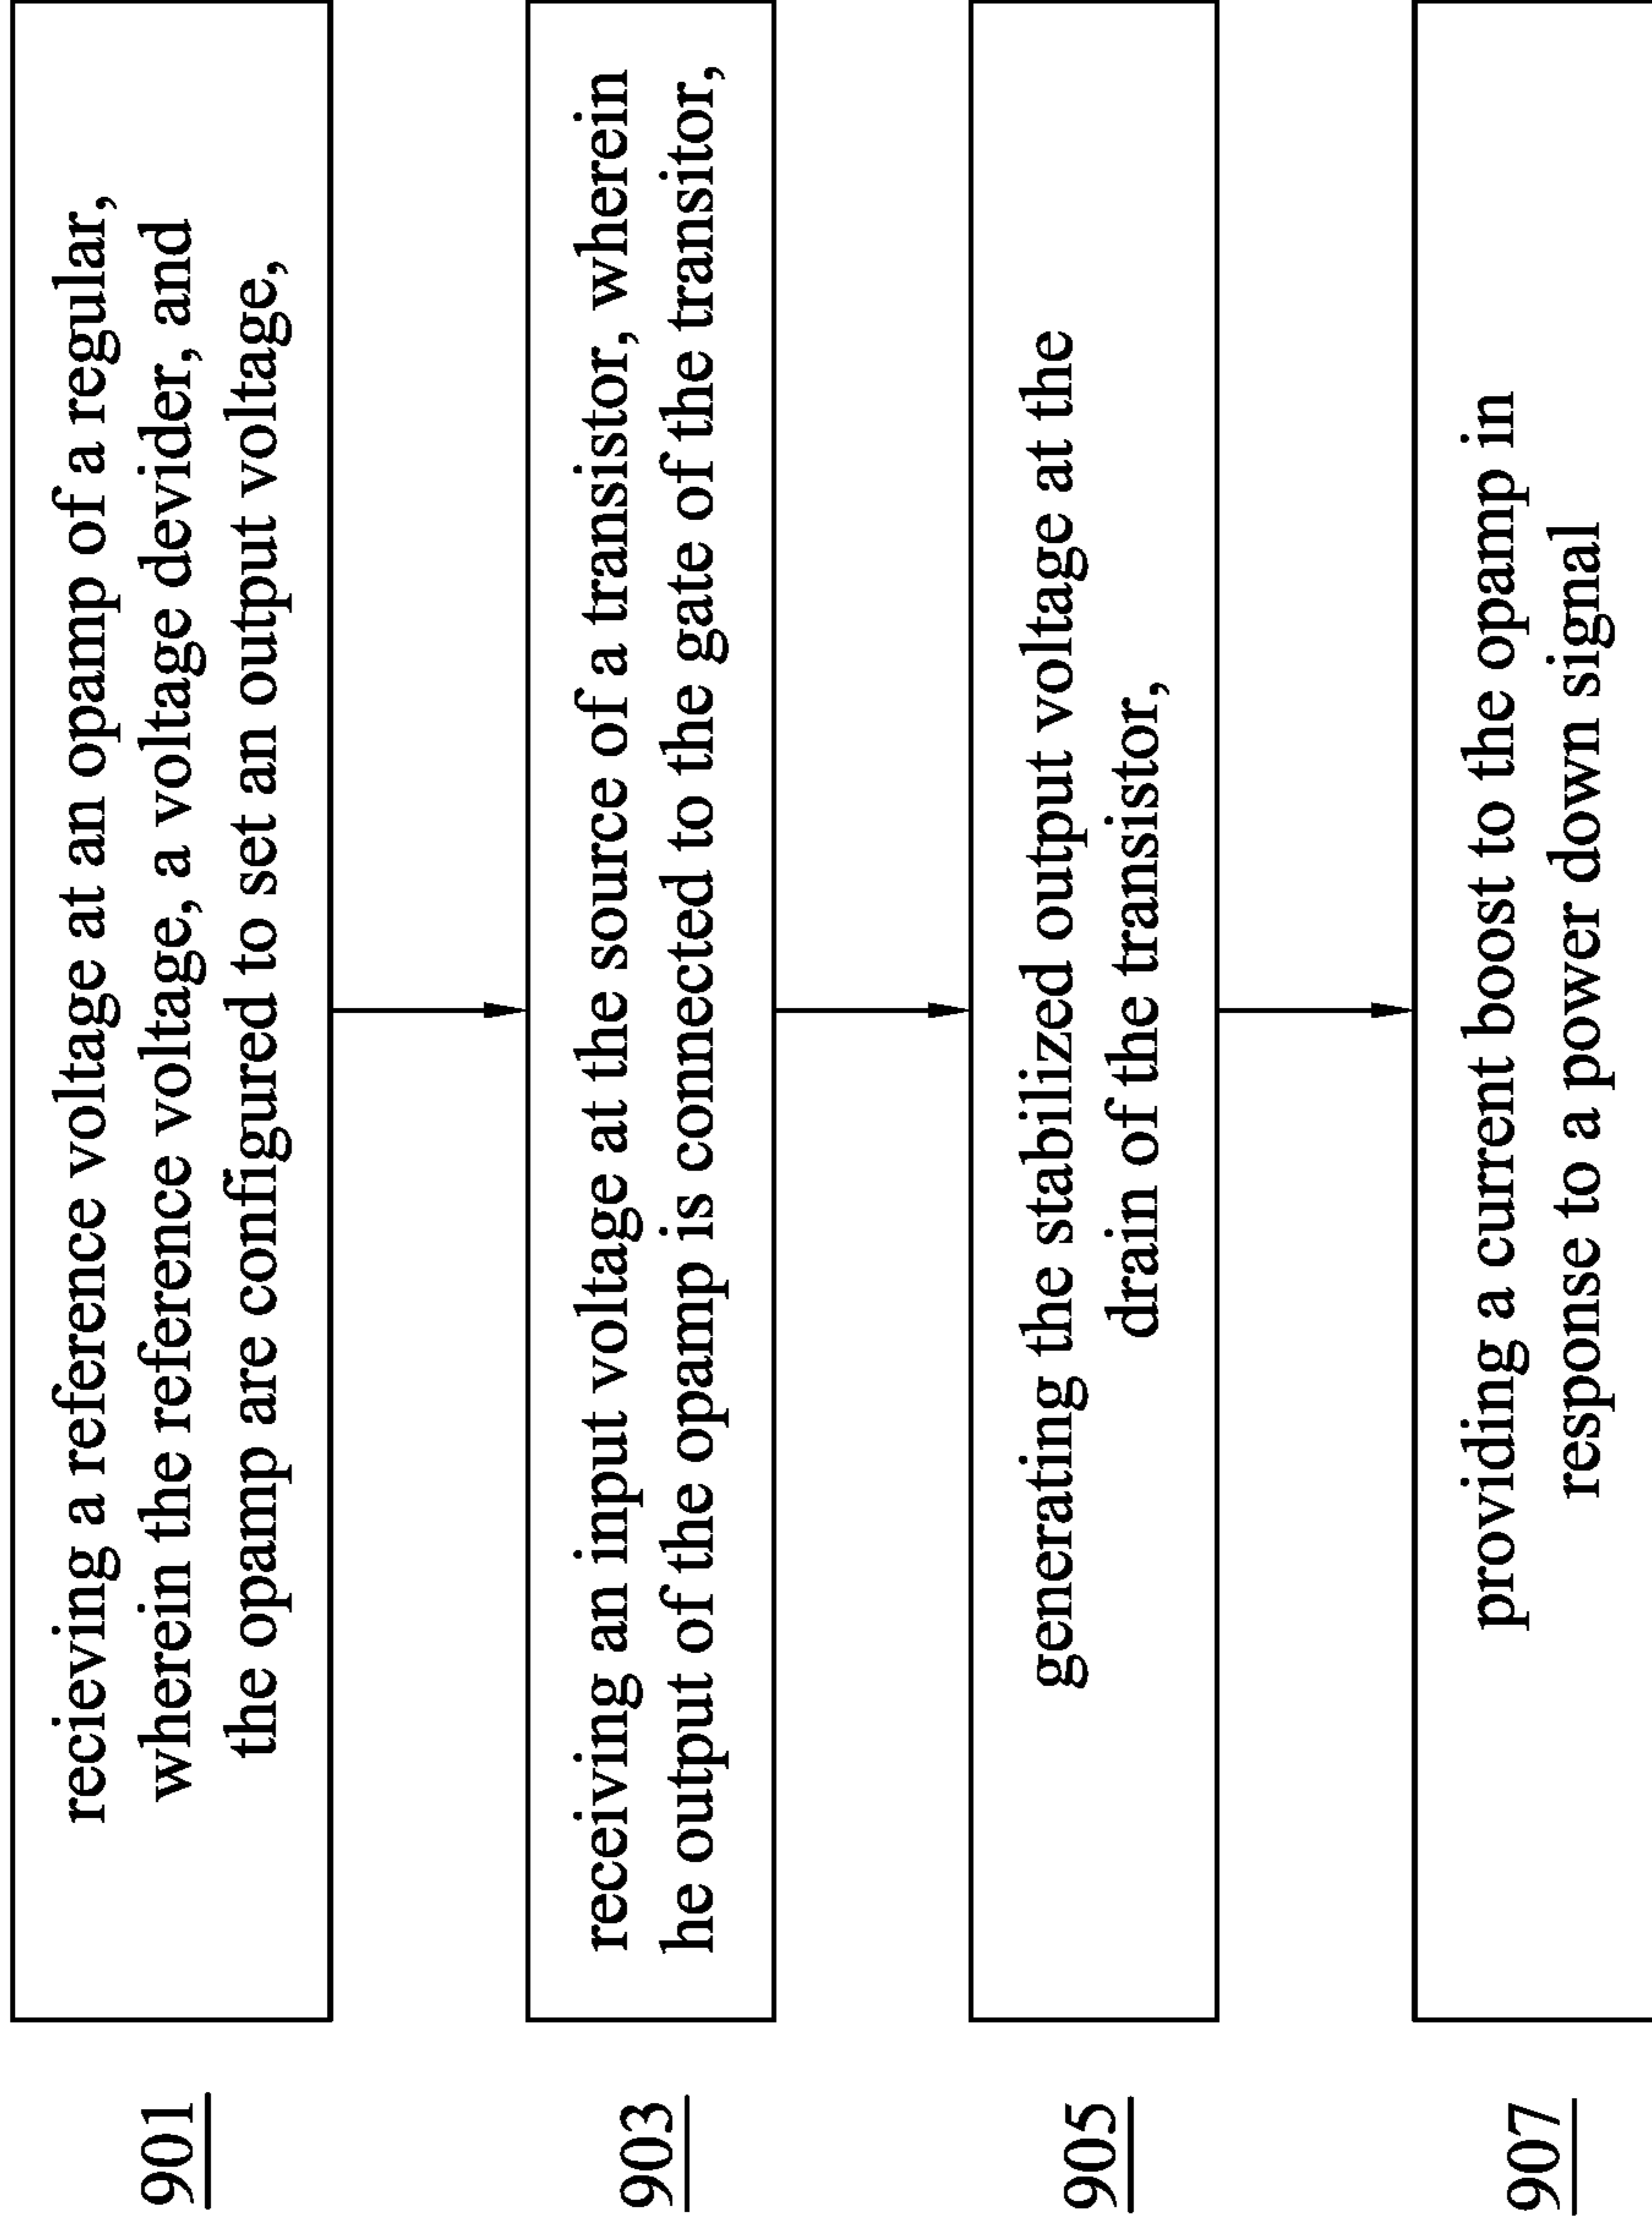 901
recieving a reference voltage at an opamp of a regular,
wherein the reference voltage, a voltage devider, and
the opamp are configured to set an output voltage,
903
receiving an input voltage at the source of a transistor, wherein
he output of the opamp is connected to the gate of the transitor,
905
generating the stabilized output voltage at the
drain of the transistor,
907
providing a current boost to the opamp in
response to a power down signal